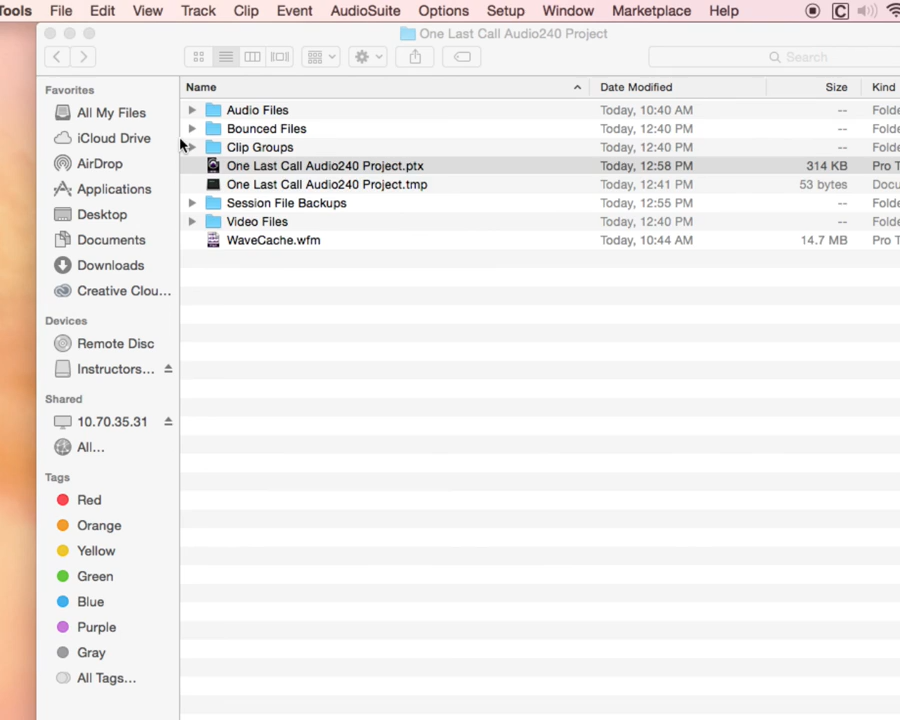 Tools File Edit View Track Clip Event AudioSuite Options Setup Window Marketplace Help
One Last Call Audio240 Project
Search
Favorites
All My Files
iCloud Drive
AirDrop
Applications
Desktop
Documents
Downloads
Creative Clou...
Devices
Remote Disc
Instructors...
Shared
10.70.35.31
All...
Tags
Red
Orange
Yellow
Green
Blue
Purple
Gray
All Tags...
Name Date Modified Size Kind
Audio Files Today, 10:40 AM -- Folde
Bounced Files Today, 12:40 PM -- Folde
Clip Groups Today, 12:40 PM -- Folde
One Last Call Audio240 Project.ptx Today, 12:58 PM 314 KB Pro T
One Last Call Audio240 Project.tmp Today, 12:41 PM 53 bytes Docu
Session File Backups Today, 12:55 PM -- Folde
Video Files Today, 12:40 PM -- Folde
WaveCache.wfm Today, 10:44 AM 14.7 MB Pro T